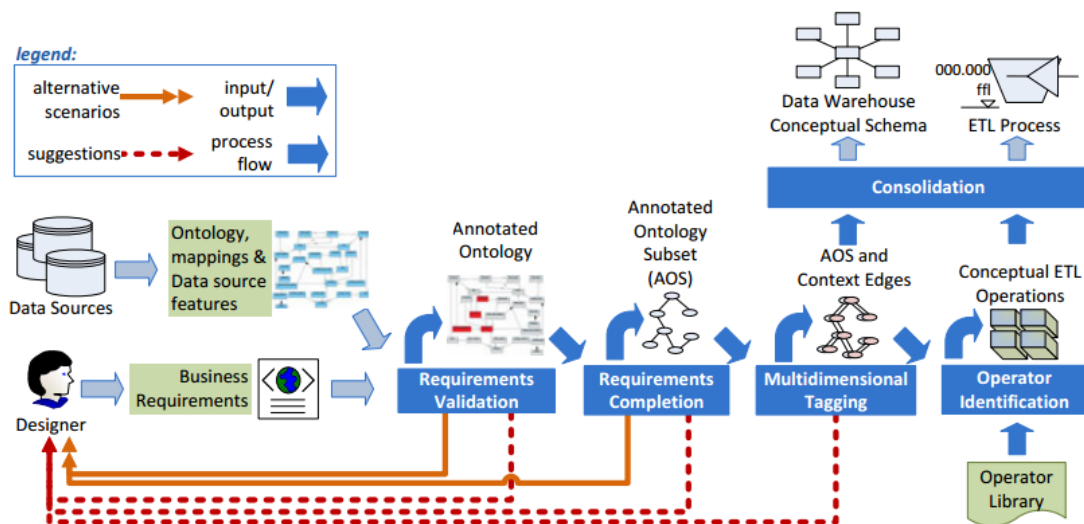 legend:
alternative
scenarios
input/
output
suggestions
process
flow
Data Warehouse
Conceptual Schema
000.000
ffl
ETL Process
Consolidation
Data Sources
Ontology,
mappings &
Data source
features
Annotated
Ontology
Annotated
Ontology
Subset
(AOS)
AOS and
Context Edges
Conceptual ETL
Operations
Designer
Business
Requirements
Requirements
Validation
Requirements
Completion
Multidimensional
Tagging
Operator
Identification
Operator
Library